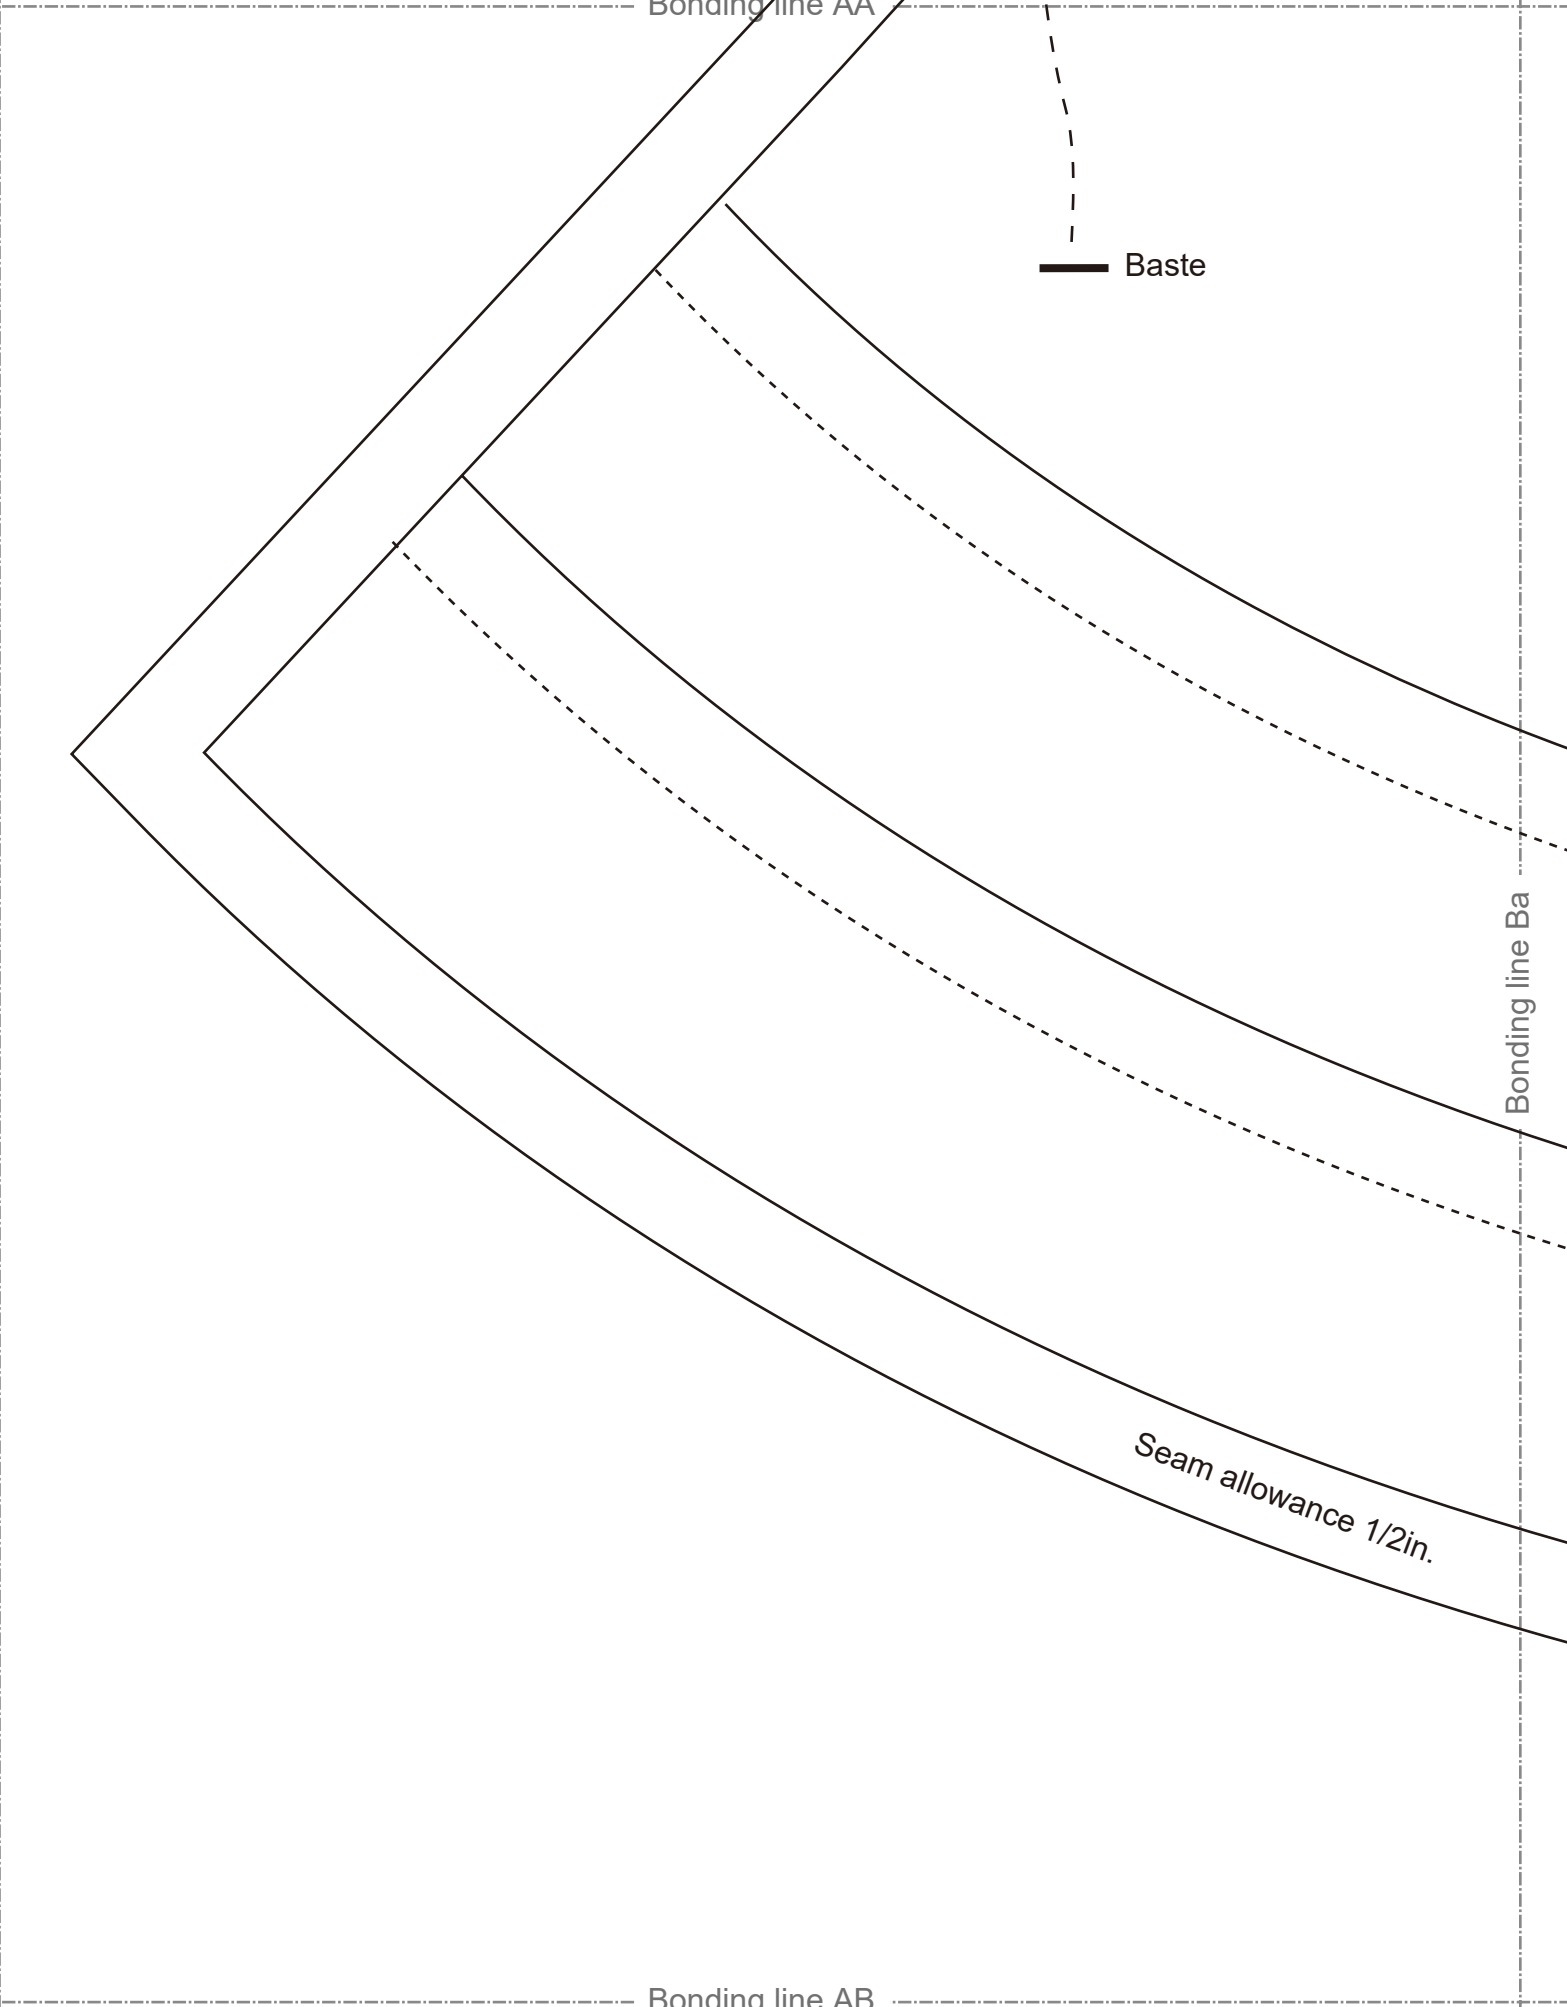 Bonding line AA
Baste
Bonding line Ba
Seam allowance 1/2in.
Bonding line AB